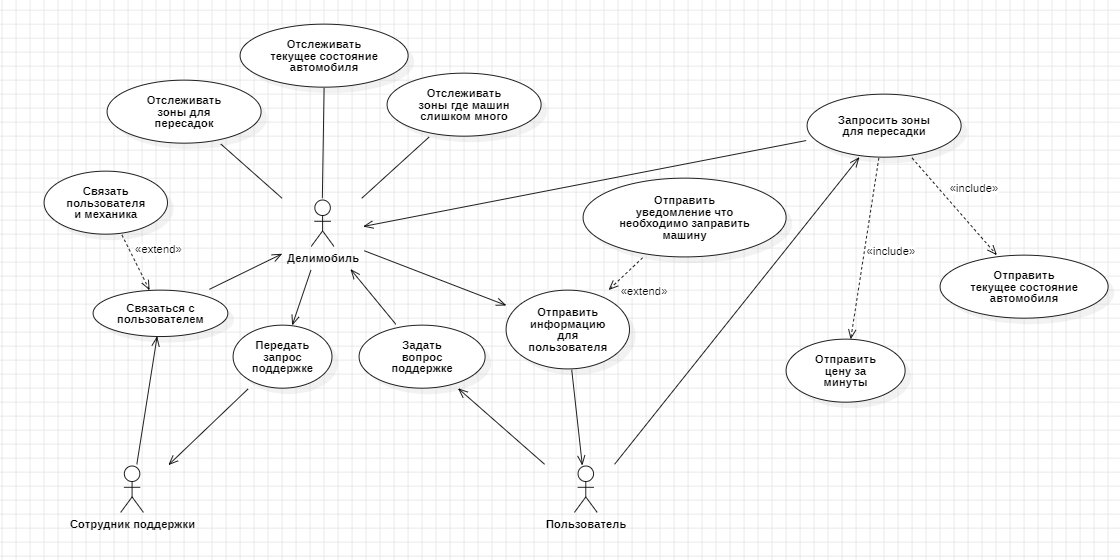 Отслеживать
текущее состояние
автомобиля
Отслеживать
зоны для
пересадок
Отслеживать
зоны где машин
слишком много
Запросить зоны
для пересадки
Связать
пользователя
и механика
Отправить
уведомление что
необходимо заправить
машину
«include»
«extend»
Делимобиль
«include»
Отправить
текущее состояние
автомобиля
«extend»
Связаться с
пользователем
Отправить
информацию
для
пользователя
Передать
запрос
поддержке
Задать
вопрос
поддержке
Отправить
цену за
минуты
Сотрудник поддержки
Пользователь